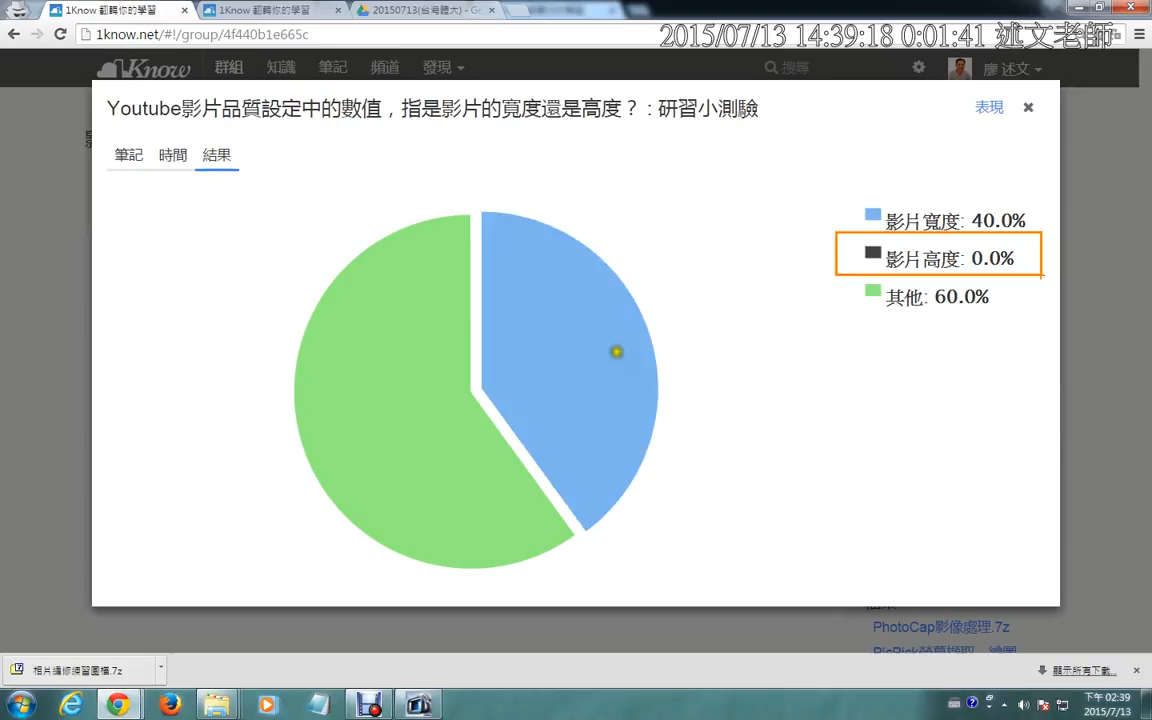 1Know 翻轉你的學習
1Know 翻轉你的學習
20150713(台灣體大) - Go
1know.net/#!/group/4f440b1e665c
2015/07/13 14:39:18 0:01:41 述文老師
1Know 群組 知識 筆記 頻道 發現 搜尋 廖 述文
Youtube影片品質設定中的數值，指是影片的寬度還是高度？ : 研習小測驗
表現
筆記 時間 結果
影片寬度: 40.0%
影片高度: 0.0%
其他: 60.0%
PhotoCap影像處理.7z
相片編修練習圖檔.7z
顯示所有下載...
下午 02:39
2015/7/13